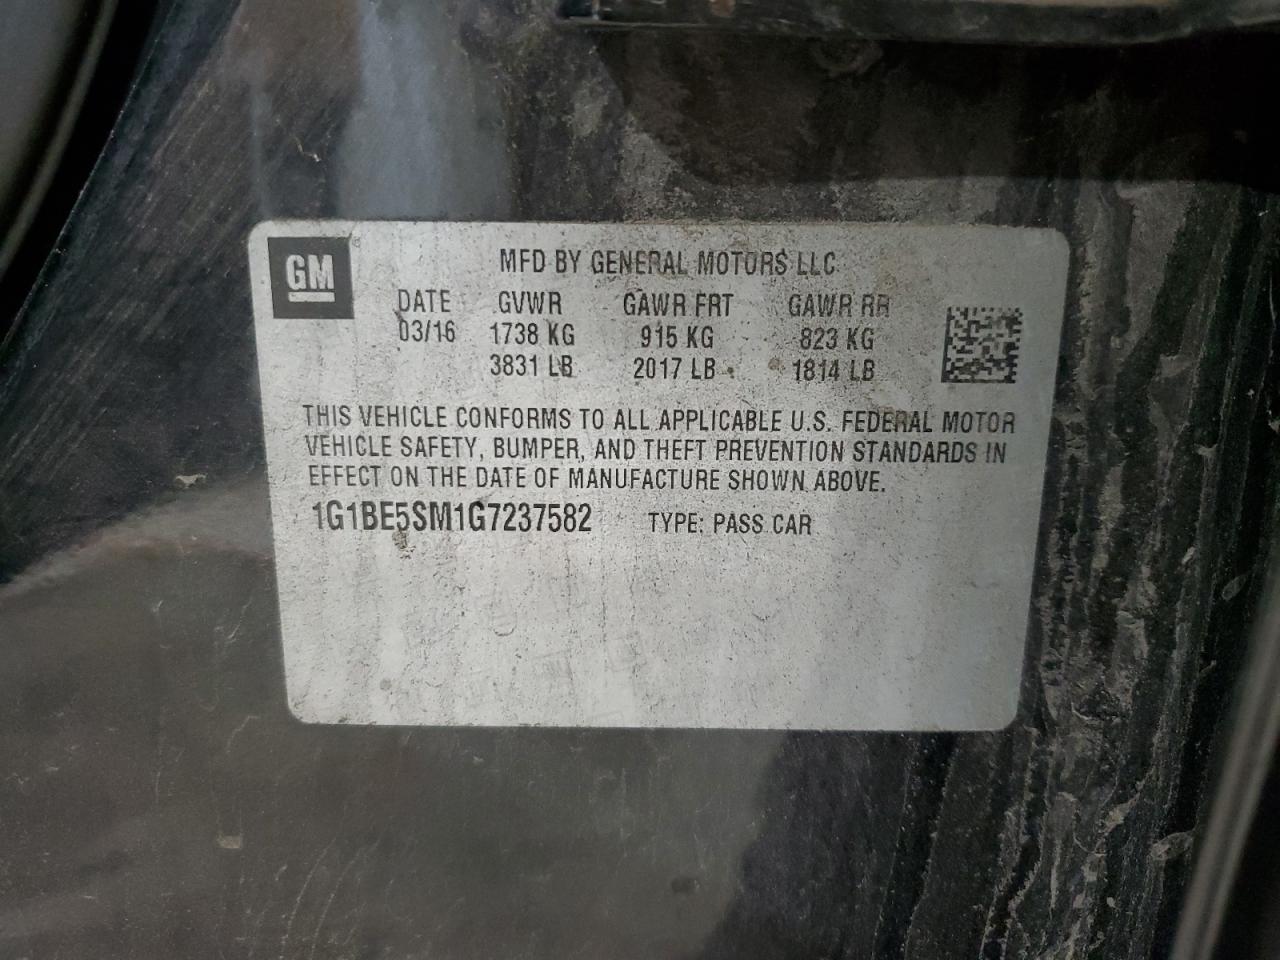 GM
MFD BY GENERAL MOTORS LLC
DATE GVWR GAWR FRT GAWR RR
03/16 1738 KG 915 KG 823 KG
3831 LB 2017 LB 1814 LB
THIS VEHICLE CONFORMS TO ALL APPLICABLE U.S. FEDERAL MOTOR
VEHICLE SAFETY, BUMPER, AND THEFT PREVENTION STANDARDS IN
EFFECT ON THE DATE OF MANUFACTURE SHOWN ABOVE.
1G1BE5SM1G7237582 TYPE: PASS CAR